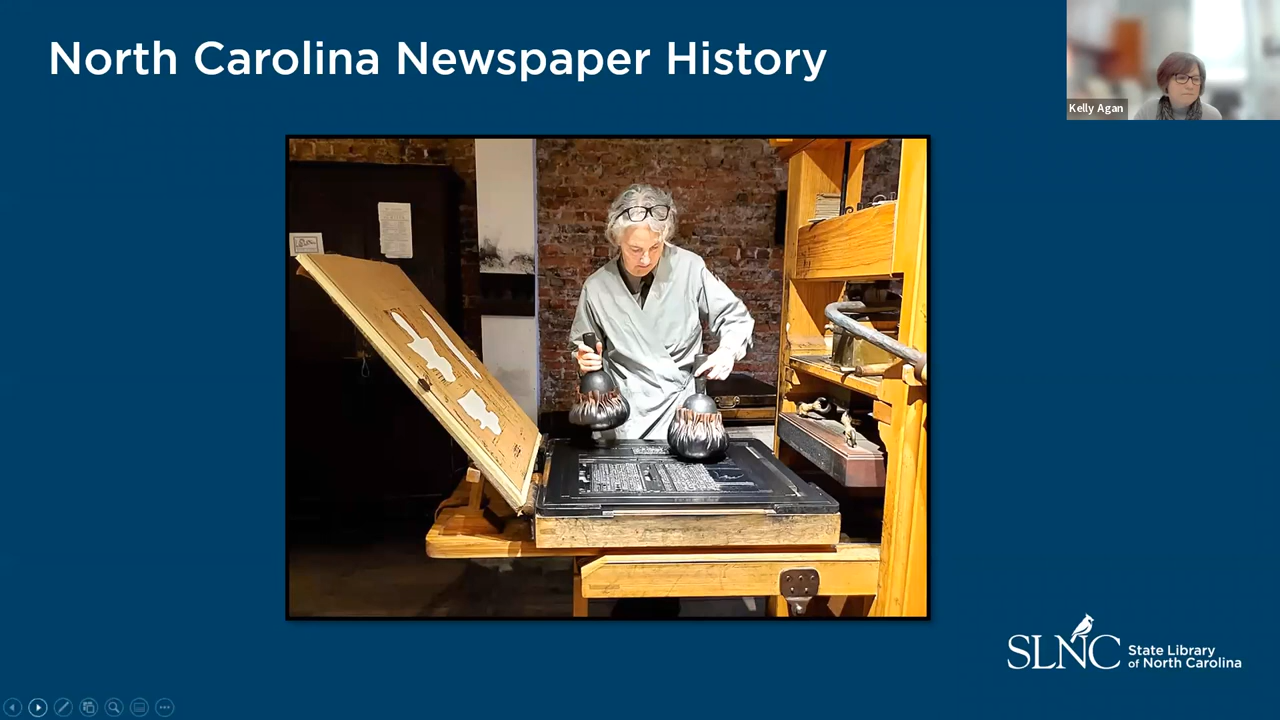 North Carolina Newspaper History
Kelly Agan
SLNC
State Library
of North Carolina